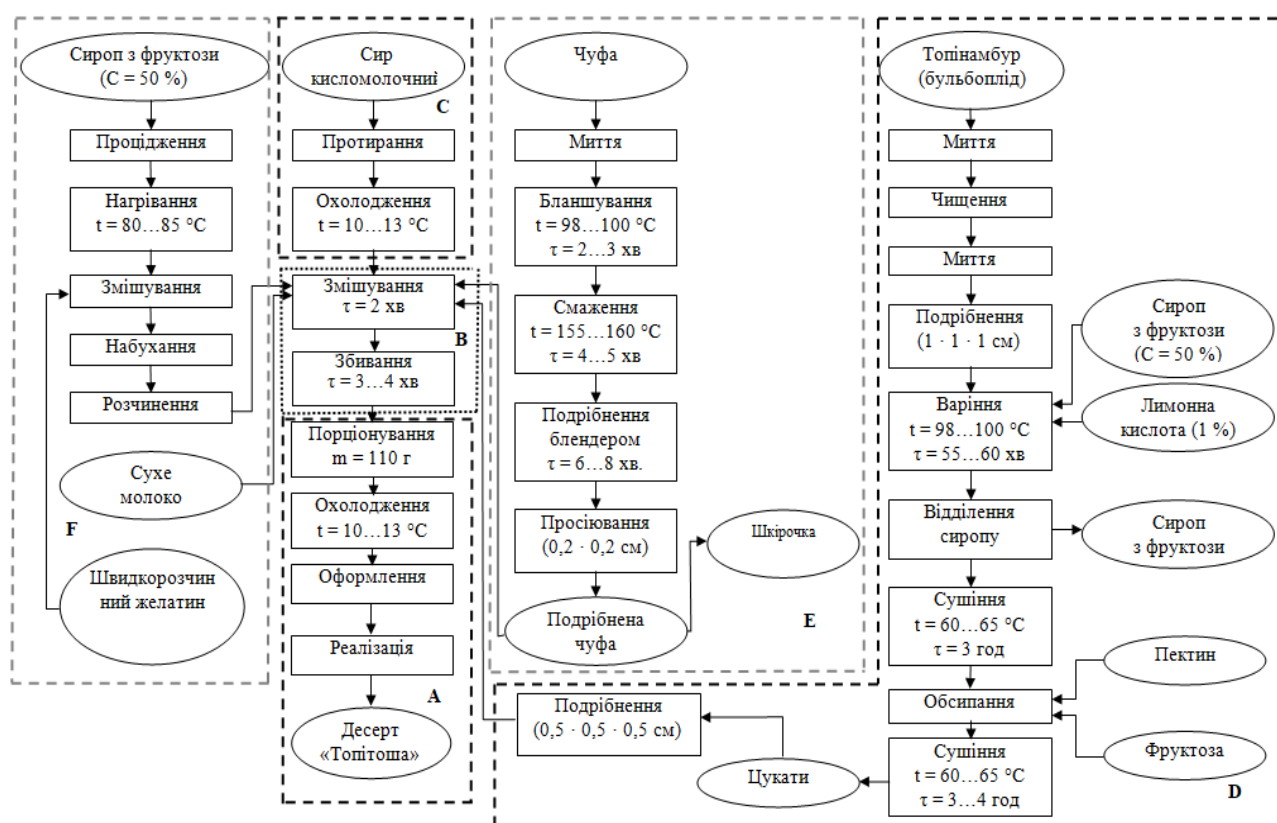 Сироп з фруктози
(С = 50 %)
Процідження
Нагрівання
t = 80…85 °С
Змішування
Набухання
Розчинення
Сухе
молоко
F
Швидкорозчин
ний желатин
Сир
кисломолочний
C
Протирання
Охолодження
t = 10…13 °С
Змішування
τ = 2 хв
B
Збивання
τ = 3…4 хв
Порціонування
m = 110 г
Охолодження
t = 10…13 °С
Оформлення
Реалізація
A
Десерт
«Топітоша»
Чуфа
Миття
Бланшування
t = 98…100 °С
τ = 2…3 хв
Смаження
t = 155…160 °С
τ = 4…5 хв
Подрібнення
блендером
τ = 6…8 хв.
Просіювання
(0,2 · 0,2 см)
Шкірочка
Подрібнена
чуфа
E
Подрібнення
(0,5 · 0,5 · 0,5 см)
Цукати
Топінамбур
(бульбоплід)
Миття
Чищення
Миття
Подрібнення
(1 · 1 · 1 см)
Сироп
з фруктози
(С = 50 %)
Варіння
t = 98…100 °С
τ = 55…60 хв
Лимонна
кислота (1 %)
Відділення
сиропу
Сироп
з фруктози
Сушіння
t = 60…65 °С
τ = 3 год
Пектин
Обсипання
Фруктоза
Сушіння
t = 60…65 °С
τ = 3…4 год
D